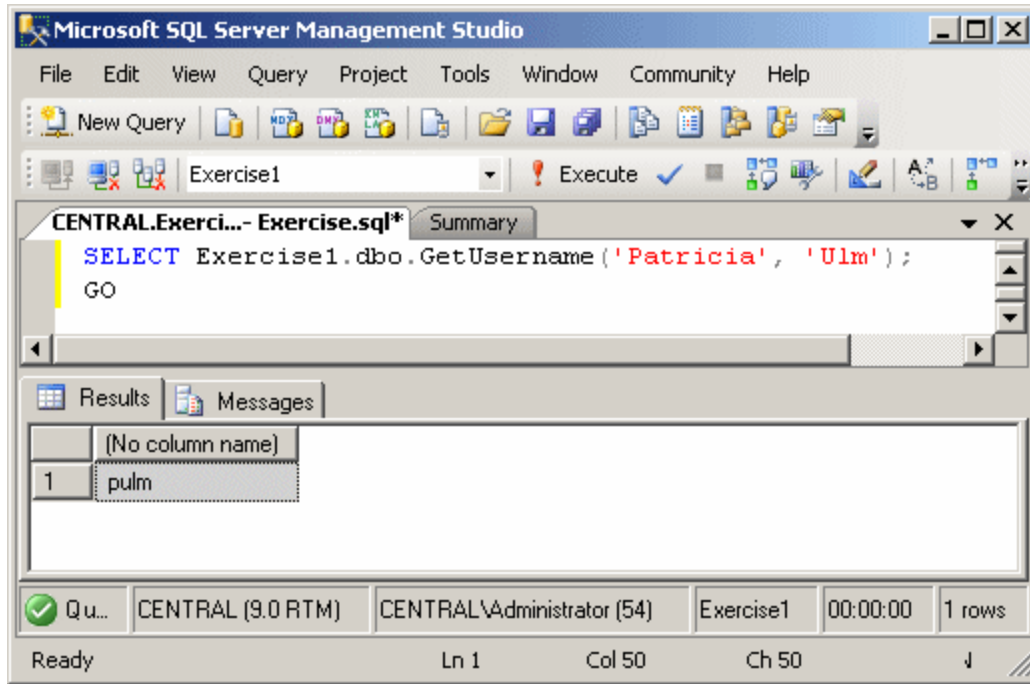 Microsoft SQL Server Management Studio
File Edit View Query Project Tools Window Community Help
New Query MDX DMX
Exercise1 Execute
CENTRAL.Exerci...- Exercise.sql* Summary
SELECT Exercise1.dbo.GetUsername('Patricia', 'Ulm');
GO
Results Messages
(No column name)
1 pulm
Qu... CENTRAL (9.0 RTM) CENTRAL\Administrator (54) Exercise1 00:00:00 1 rows
Ready Ln 1 Col 50 Ch 50